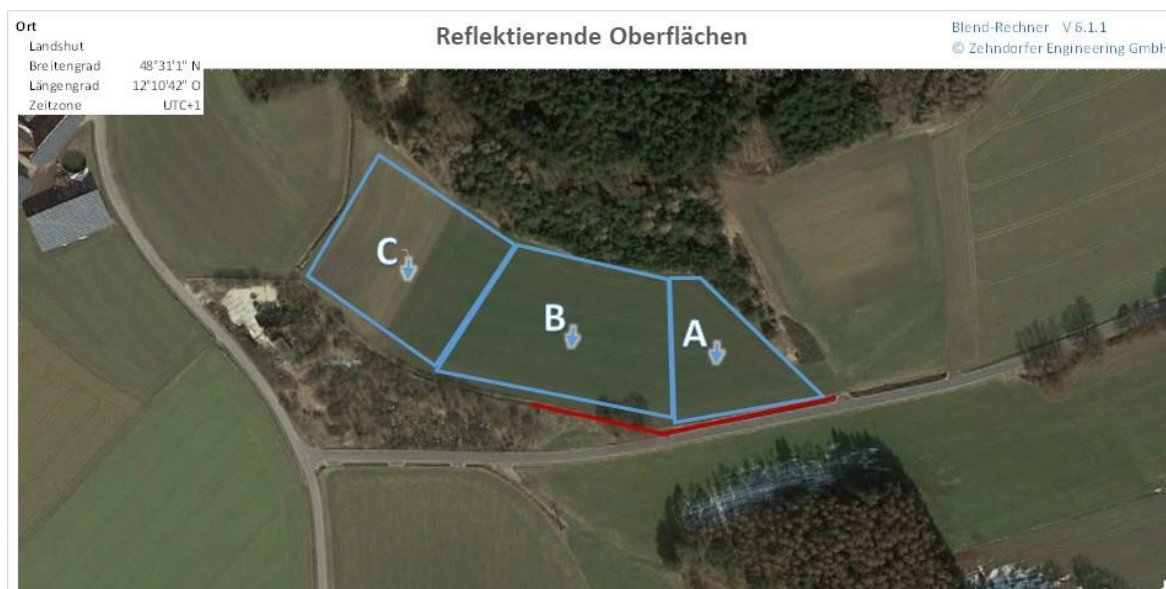 Ort
Landshut
Breitengrad 48°31'1" N
Längengrad 12°10'42" O
Zeitzone UTC+1
Reflektierende Oberflächen
Blend-Rechner V 6.1.1
© Zehndorfer Engineering GmbH
C
B
A